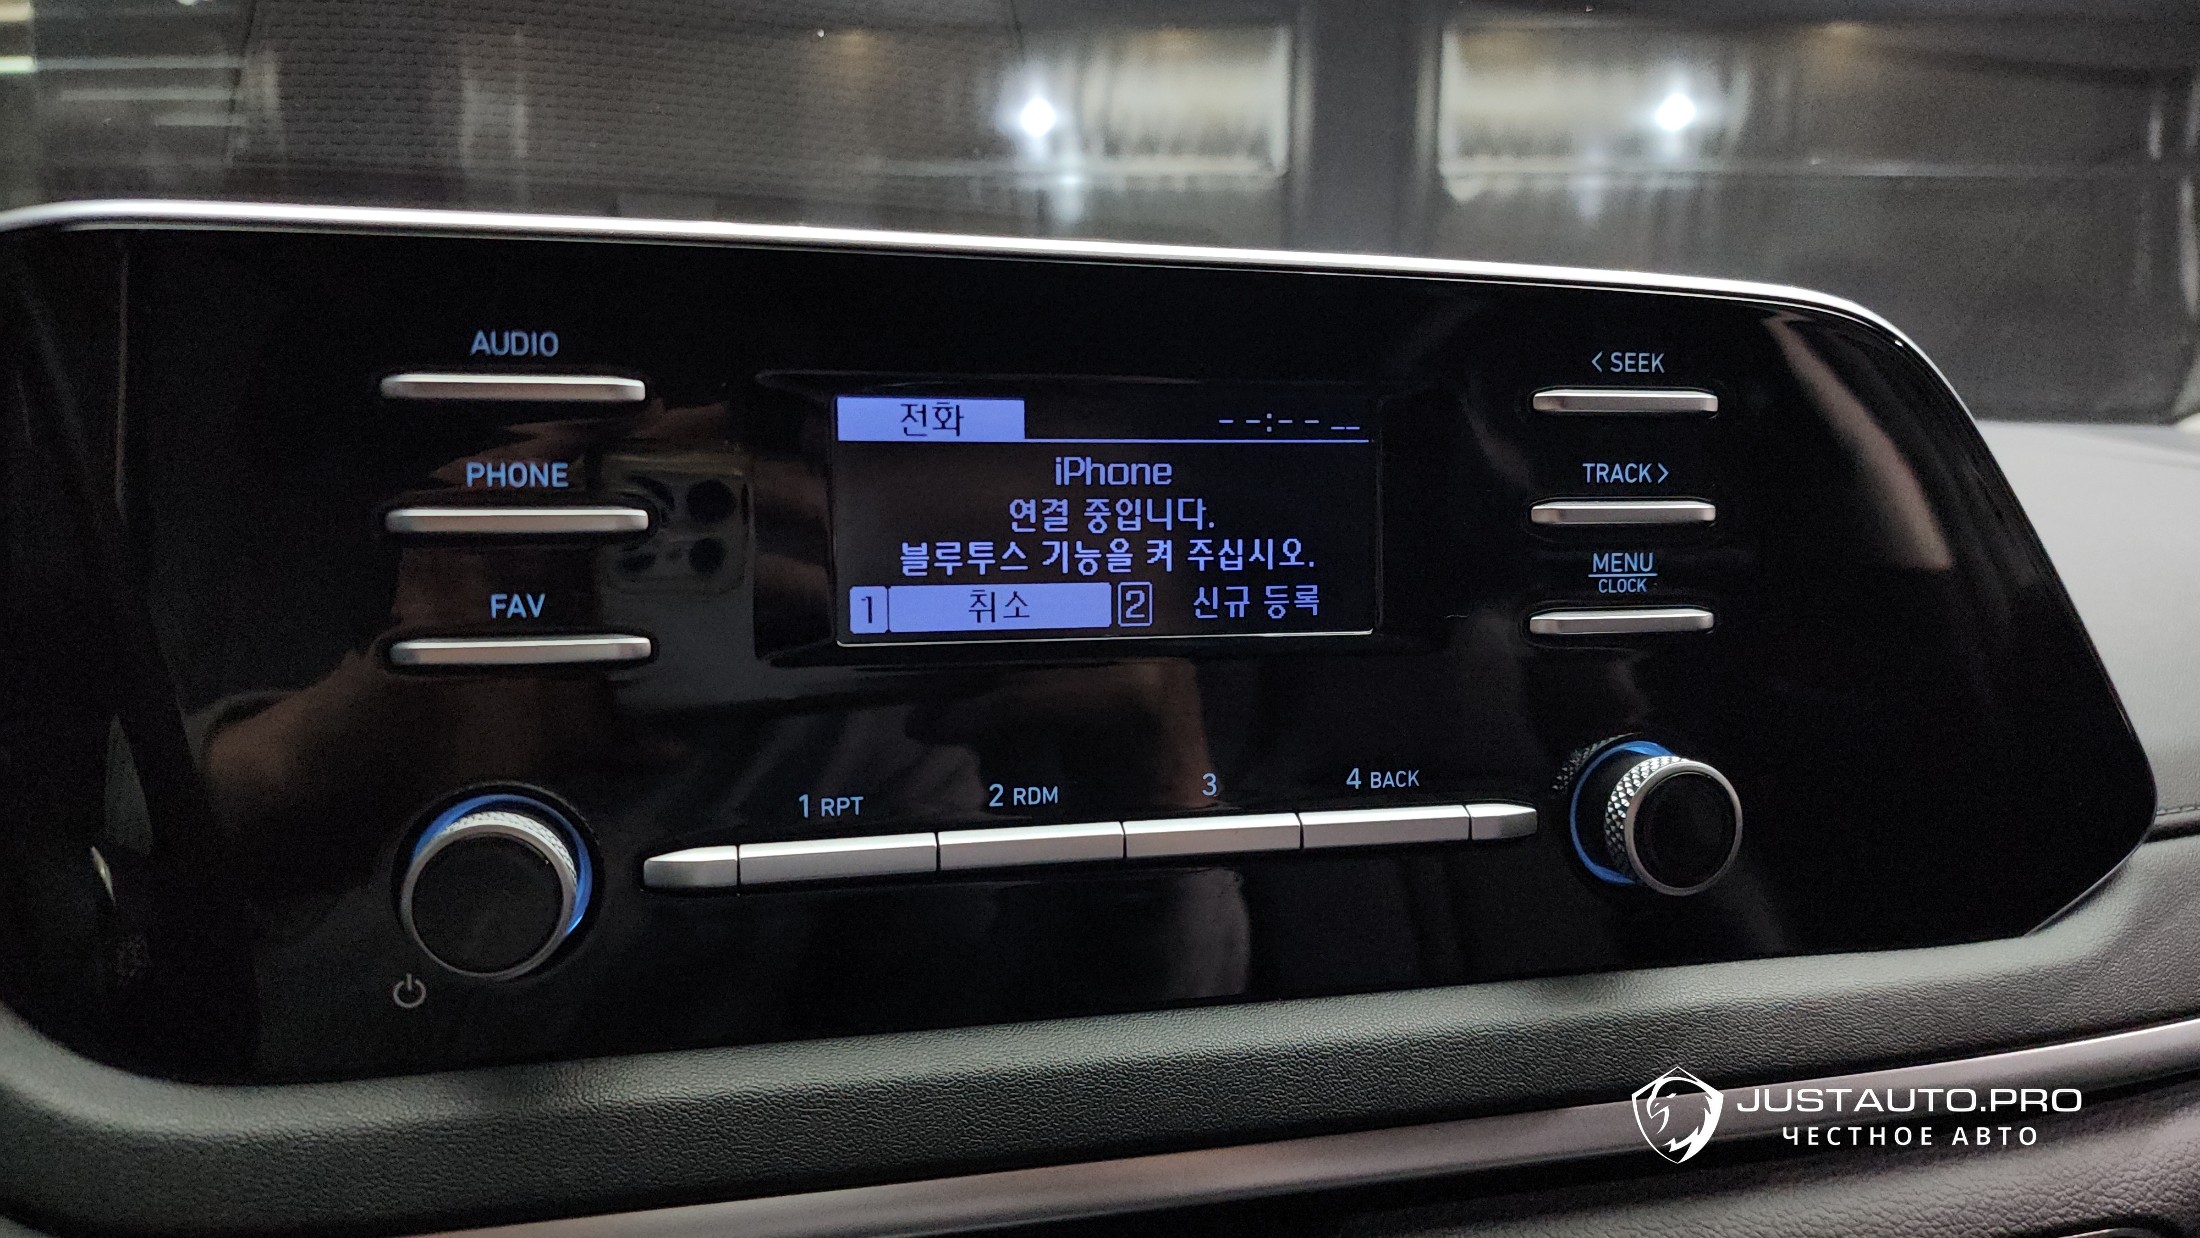 AUDIO
PHONE
FAV
전화 --:-- --
iPhone
연결 중입니다.
블루투스 기능을 켜 주십시오.
1 취소 2 신규 등록
< SEEK
TRACK >
MENU
CLOCK
1 RPT
2 RDM
3
4 BACK
JUSTAUTO.PRO
ЧЕСТНОЕ АВТО